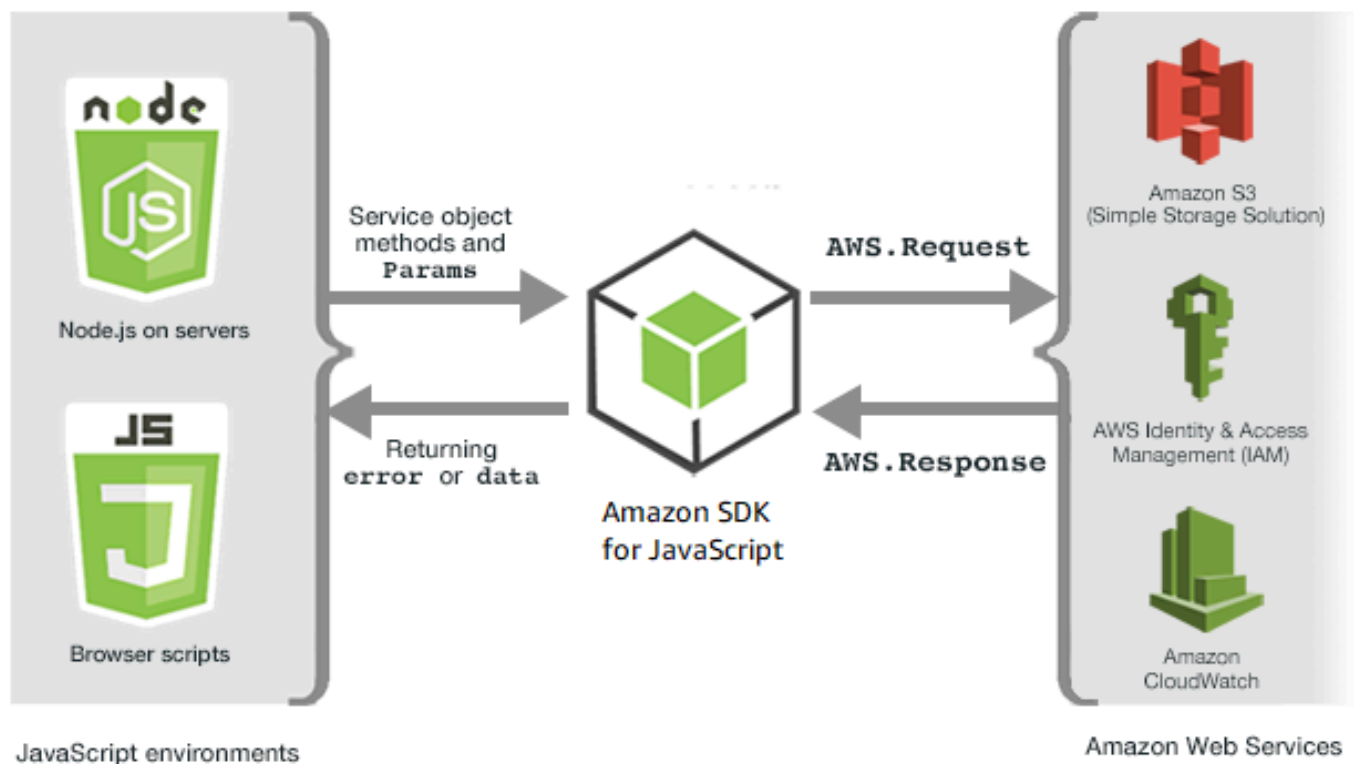 node
JS
Node.js on servers
JS
Browser scripts
JavaScript environments
Service object
methods and
Params
Returning
error or data
Amazon SDK
for JavaScript
AWS.Request
AWS.Response
Amazon S3
(Simple Storage Solution)
AWS Identity & Access
Management (IAM)
Amazon
CloudWatch
Amazon Web Services